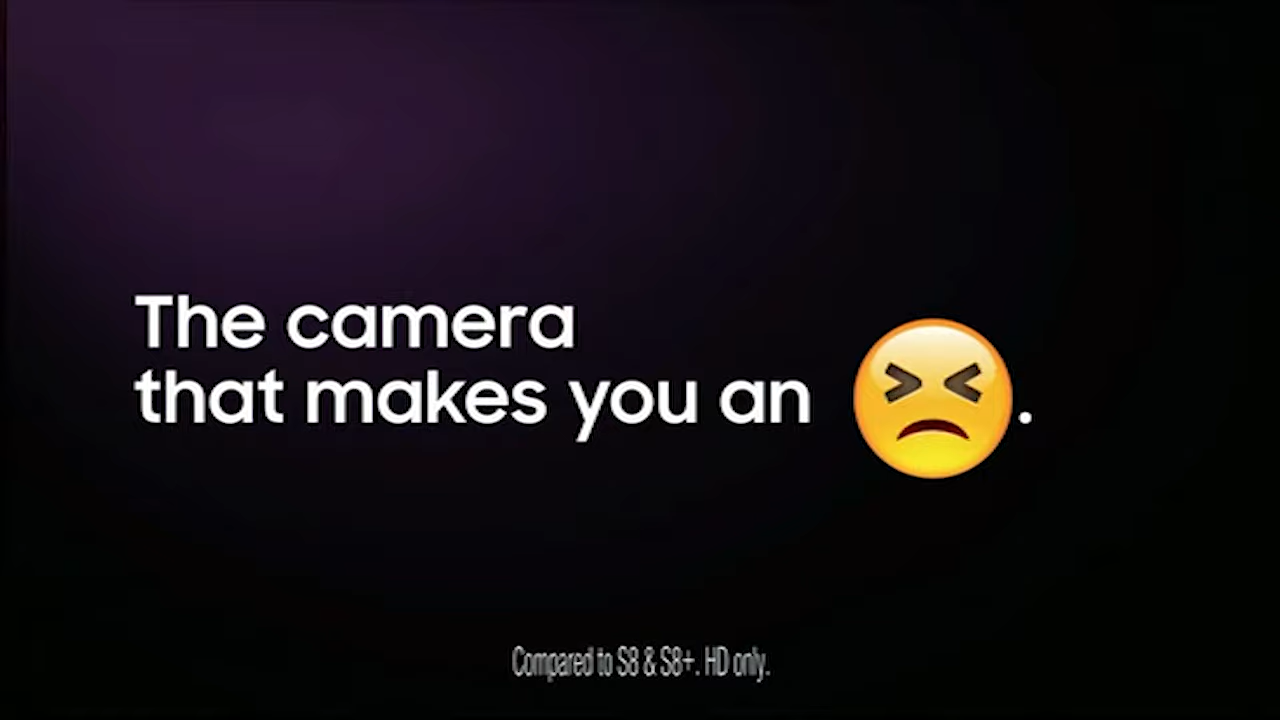 The camera
that makes you an 😣.
Compared to S8 & S8+. HD only.